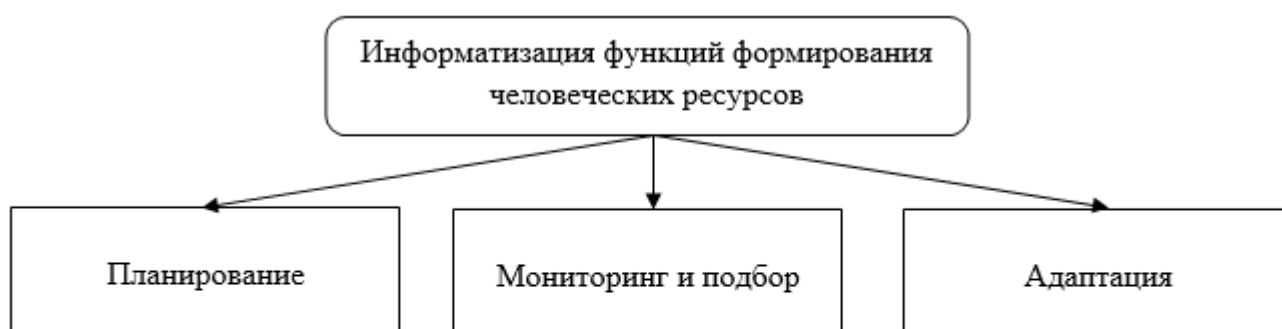 Информатизация функций формирования
человеческих ресурсов
Планирование
Мониторинг и подбор
Адаптация